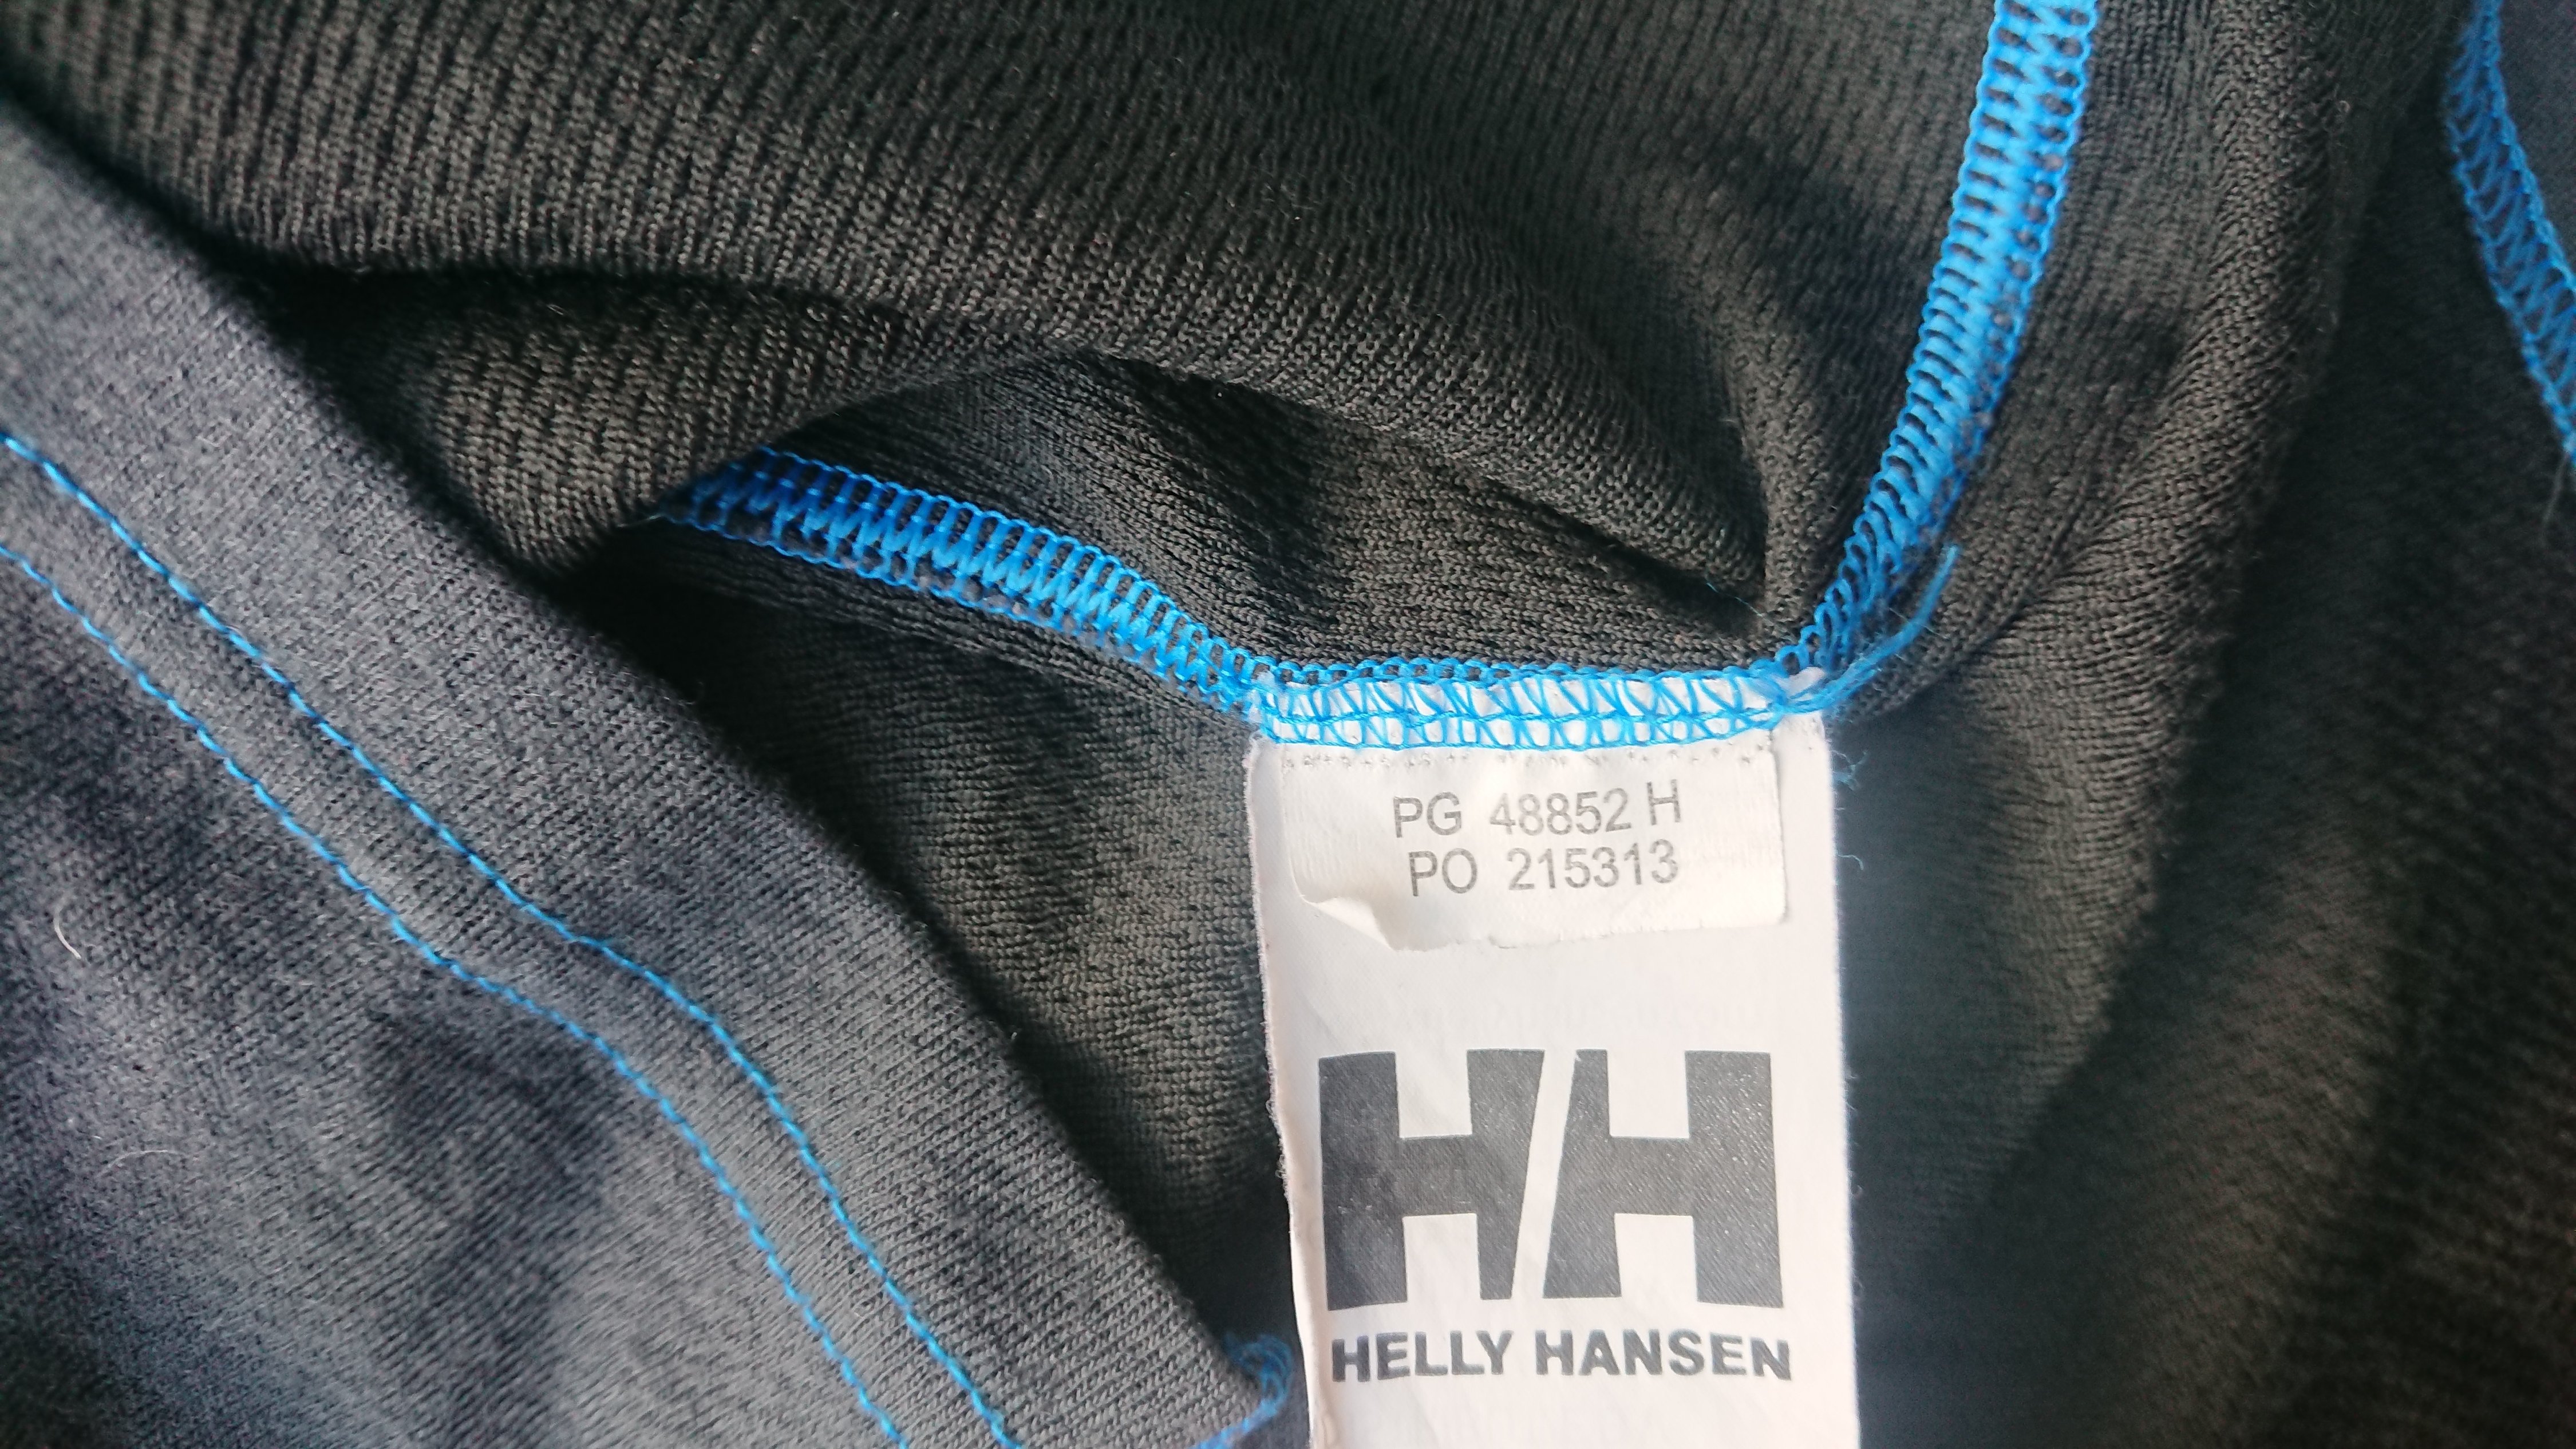 PG 48852 H
PO 215313
HH
HELLY HANSEN